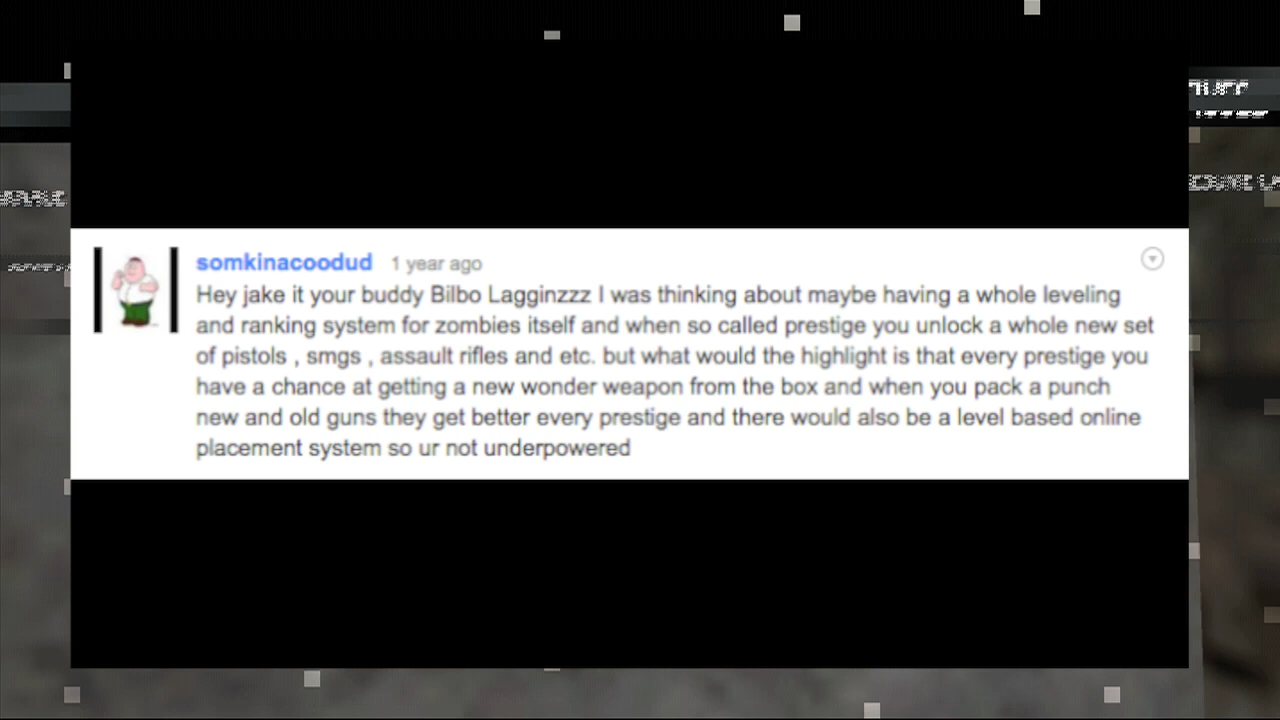 somkinacoodud 1 year ago
Hey jake it your buddy Bilbo Lagginzzz I was thinking about maybe having a whole leveling
and ranking system for zombies itself and when so called prestige you unlock a whole new set
of pistols , smgs , assault rifles and etc. but what would the highlight is that every prestige you
have a chance at getting a new wonder weapon from the box and when you pack a punch
new and old guns they get better every prestige and there would also be a level based online
placement system so ur not underpowered